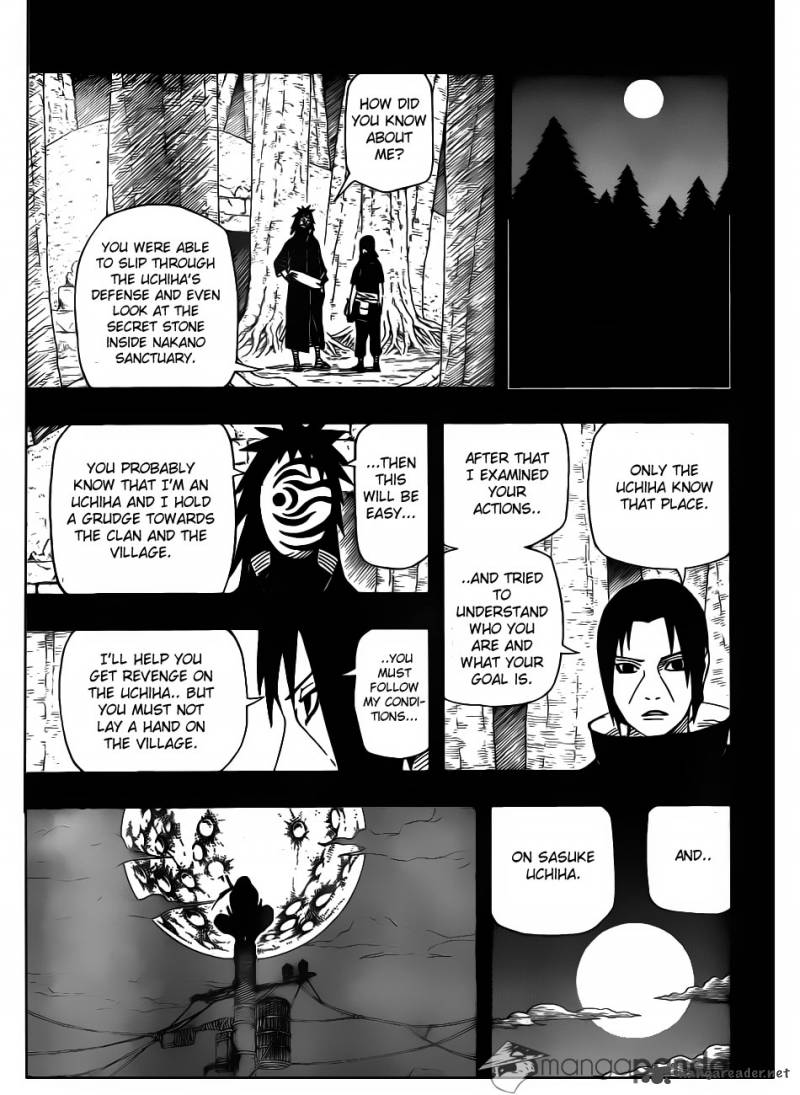 HOW DID
YOU KNOW
ABOUT
ME?
YOU WERE ABLE
TO SLIP THROUGH
THE UCHIHA'S
DEFENSE AND EVEN
LOOK AT THE
SECRET STONE
INSIDE NAKANO
SANCTUARY.
ONLY THE
UCHIHA KNOW
THAT PLACE.
AFTER THAT
I EXAMINED
YOUR
ACTIONS..
..AND TRIED
TO
UNDERSTAND
WHO YOU
ARE AND
WHAT YOUR
GOAL IS.
...THEN
THIS
WILL BE
EASY...
YOU PROBABLY
KNOW THAT I'M AN
UCHIHA AND I HOLD
A GRUDGE TOWARDS
THE CLAN AND THE
VILLAGE.
..YOU
MUST
FOLLOW
MY CONDI-
TIONS...
I'LL HELP YOU
GET REVENGE ON
THE UCHIHA.. BUT
YOU MUST NOT
LAY A HAND ON
THE VILLAGE.
AND..
ON SASUKE
UCHIHA.
mangapanda
mangareader.net